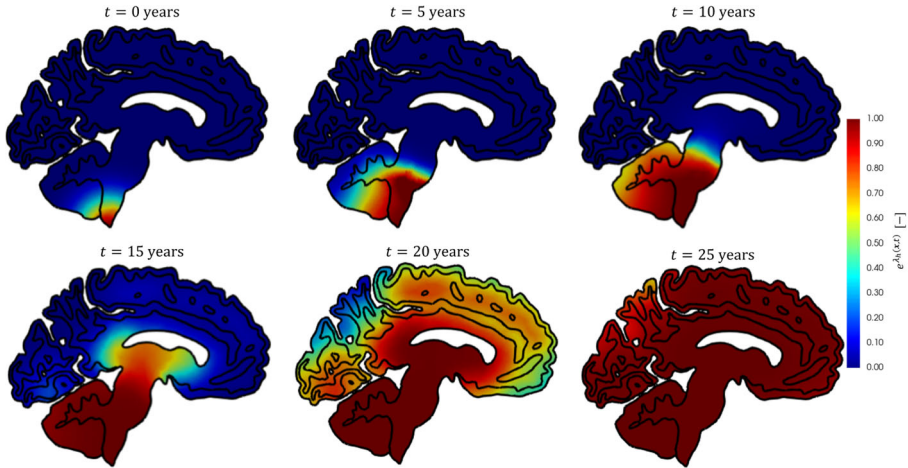 t = 0 years
t = 5 years
t = 10 years
t = 15 years
t = 20 years
t = 25 years
1.00
0.90
0.80
0.70
0.60
0.50
0.40
0.30
0.20
0.10
0.00
e^{λ_h(x,t)} [−]